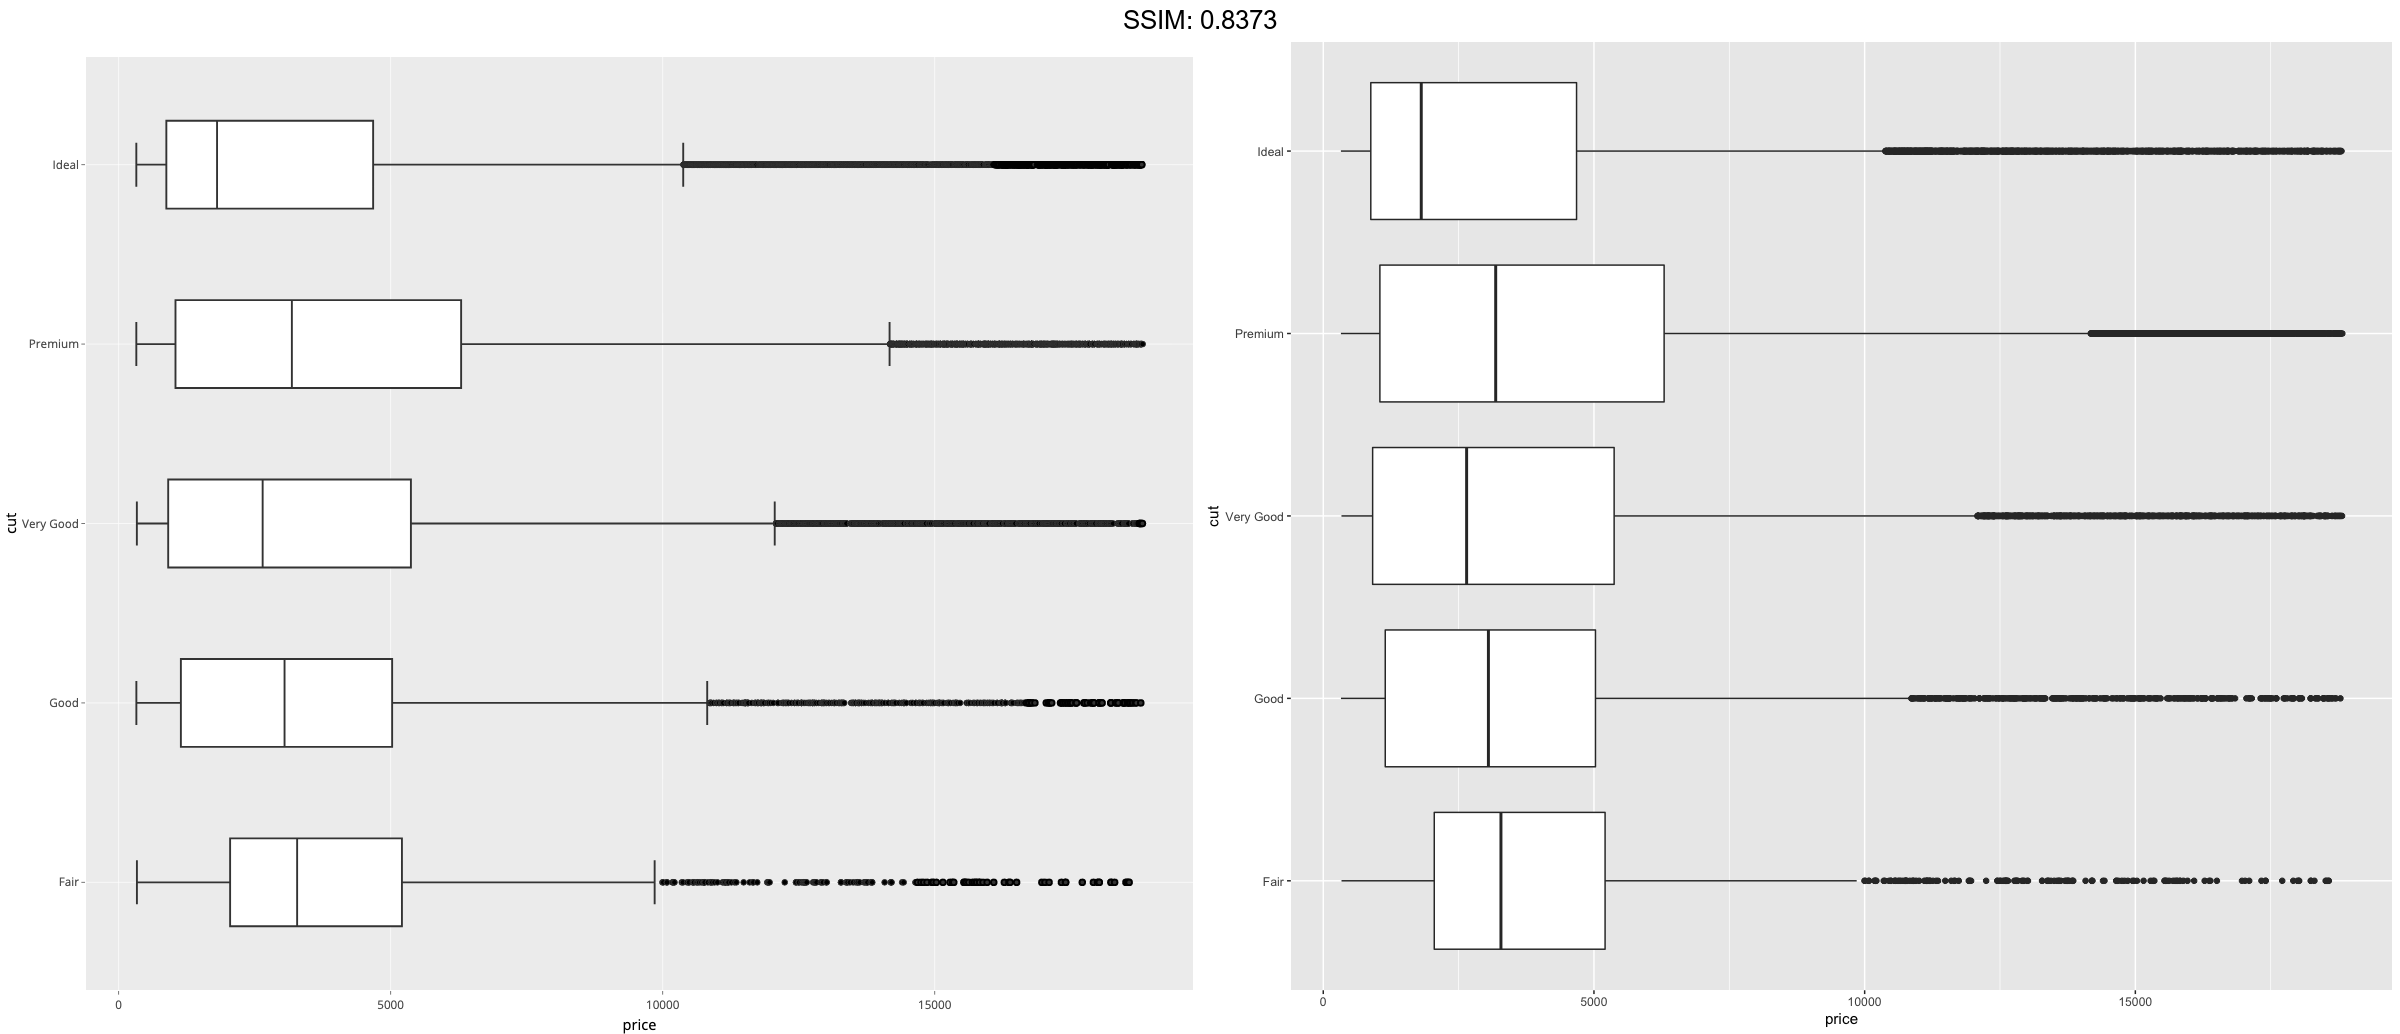 SSIM: 0.8373
cut
Ideal
Premium
Very Good
Good
Fair
0 5000 10000 15000
price
cut
Ideal
Premium
Very Good
Good
Fair
0 5000 10000 15000
price